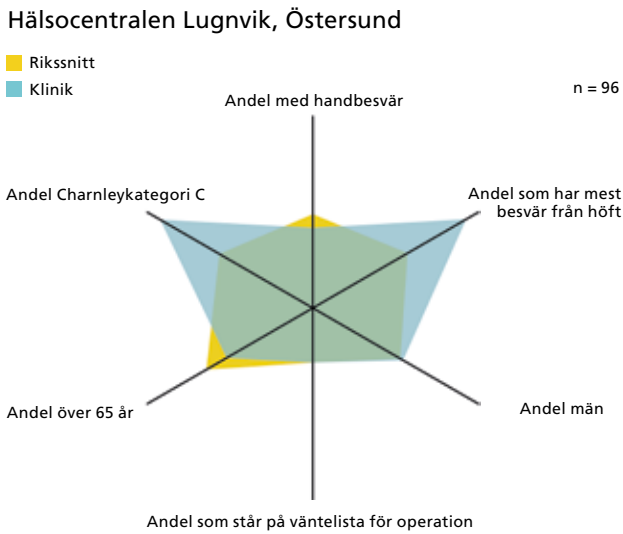 Hälsocentralen Lugnvik, Östersund
Rikssnitt
Klinik
n = 96
Andel med handbesvär
Andel Charnleykategori C
Andel som har mest
besvär från höft
Andel över 65 år
Andel män
Andel som står på väntelista för operation